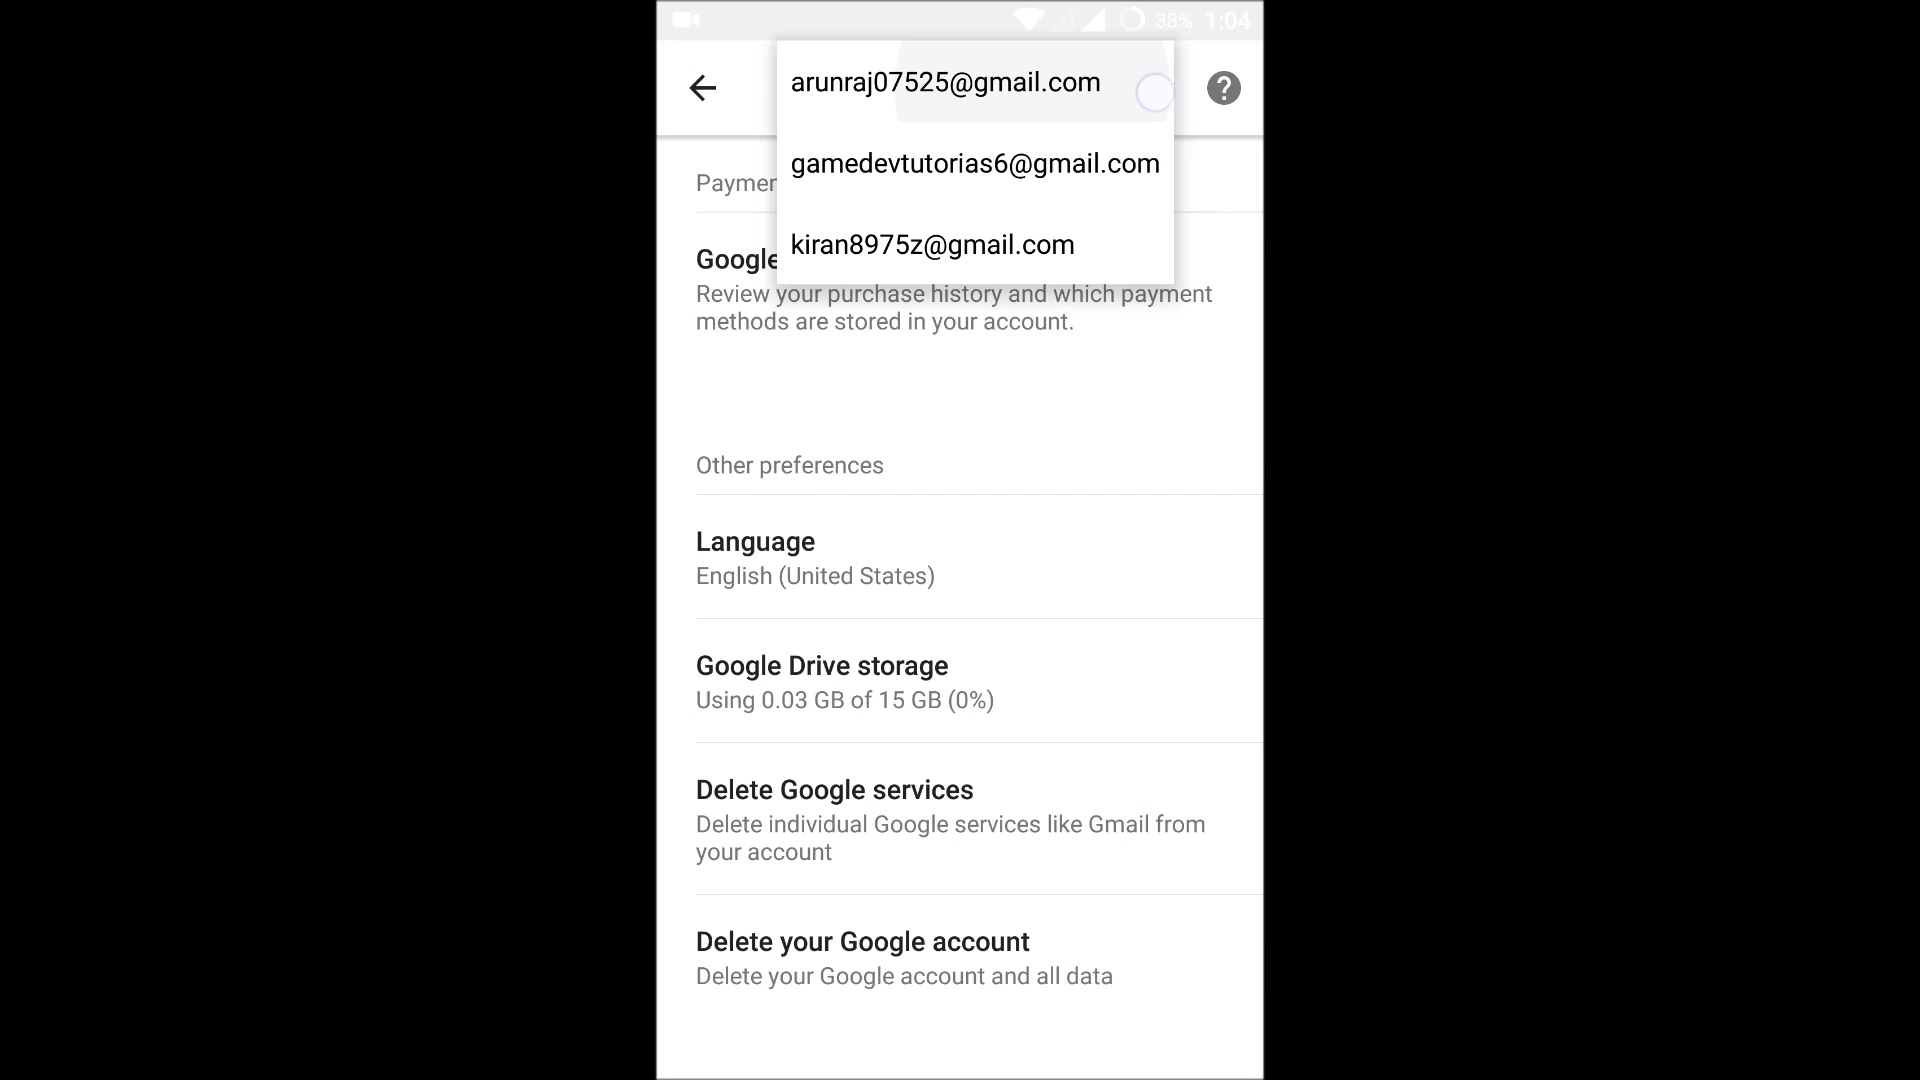 38% 1:04
arunraj07525@gmail.com
gamedevtutorias6@gmail.com
kiran8975z@gmail.com
Google
Review your purchase history and which payment
methods are stored in your account.
Other preferences
Language
English (United States)
Google Drive storage
Using 0.03 GB of 15 GB (0%)
Delete Google services
Delete individual Google services like Gmail from
your account
Delete your Google account
Delete your Google account and all data